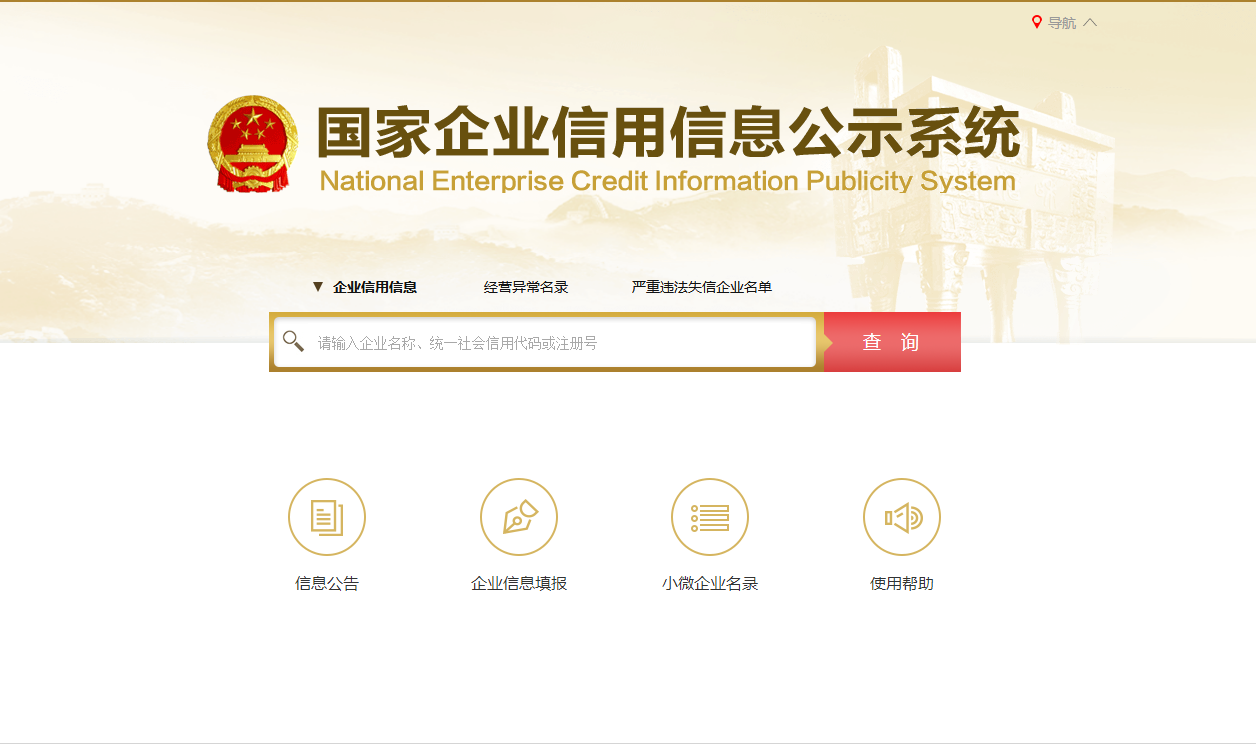 导航
国家企业信用信息公示系统
National Enterprise Credit Information Publicity System
企业信用信息 经营异常名录 严重违法失信企业名单
请输入企业名称、统一社会信用代码或注册号 查 询
信息公告 企业信息填报 小微企业名录 使用帮助